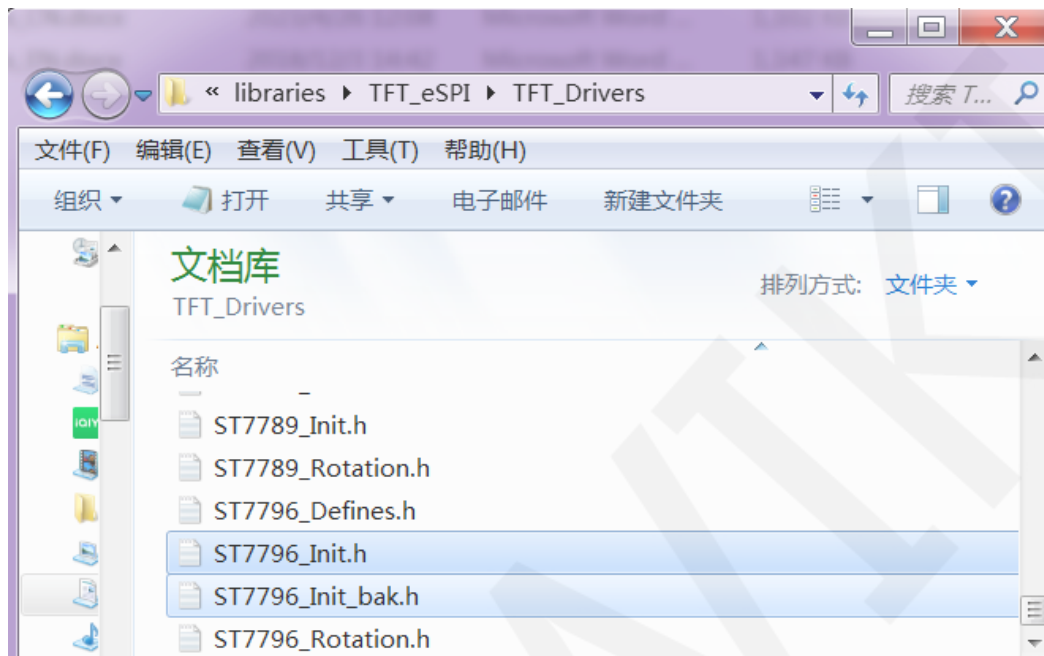 « libraries ▸ TFT_eSPI ▸ TFT_Drivers
搜索 T...
文件(F) 编辑(E) 查看(V) 工具(T) 帮助(H)
组织 打开 共享 电子邮件 新建文件夹
文档库
TFT_Drivers
排列方式: 文件夹
名称
ST7789_Init.h
ST7789_Rotation.h
ST7796_Defines.h
ST7796_Init.h
ST7796_Init_bak.h
ST7796_Rotation.h